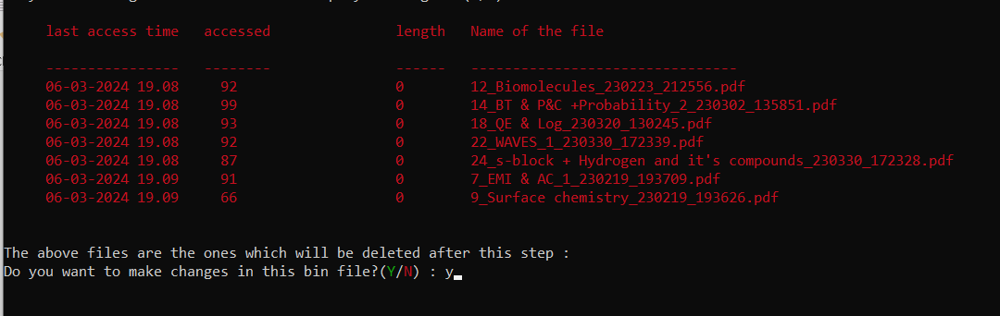 last access time accessed length Name of the file
---------------- -------- ------ --------------------------------
06-03-2024 19.08 92 0 12_Biomolecules_230223_212556.pdf
06-03-2024 19.08 99 0 14_BT & P&C +Probability_2_230302_135851.pdf
06-03-2024 19.08 93 0 18_QE & Log_230320_130245.pdf
06-03-2024 19.08 92 0 22_WAVES_1_230330_172339.pdf
06-03-2024 19.08 87 0 24_s-block + Hydrogen and it's compounds_230330_172328.pdf
06-03-2024 19.09 91 0 7_EMI & AC_1_230219_193709.pdf
06-03-2024 19.09 66 0 9_Surface chemistry_230219_193626.pdf
The above files are the ones which will be deleted after this step :
Do you want to make changes in this bin file?(Y/N) : y